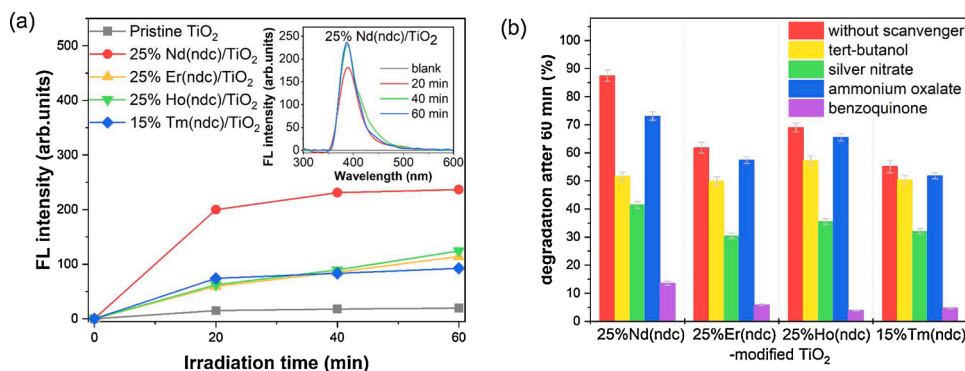 (a)
Pristine TiO₂
25% Nd(ndc)/TiO₂
25% Er(ndc)/TiO₂
25% Ho(ndc)/TiO₂
15% Tm(ndc)/TiO₂
FL intensity (arb.units)
500
400
300
200
100
0
0
20
40
60
Irradiation time (min)
25% Nd(ndc)/TiO₂
FL intensity (arb.units)
250
200
150
100
50
0
blank
20 min
40 min
60 min
300
400
500
600
Wavelength (nm)
(b)
without scanvenger
tert-butanol
silver nitrate
ammonium oxalate
benzoquinone
degradation atter 60 min (%)
100
90
80
70
60
50
40
30
20
10
0
25%Nd(ndc) 25%Er(ndc) 25%Ho(ndc) 15%Tm(ndc)
-modified TiO₂